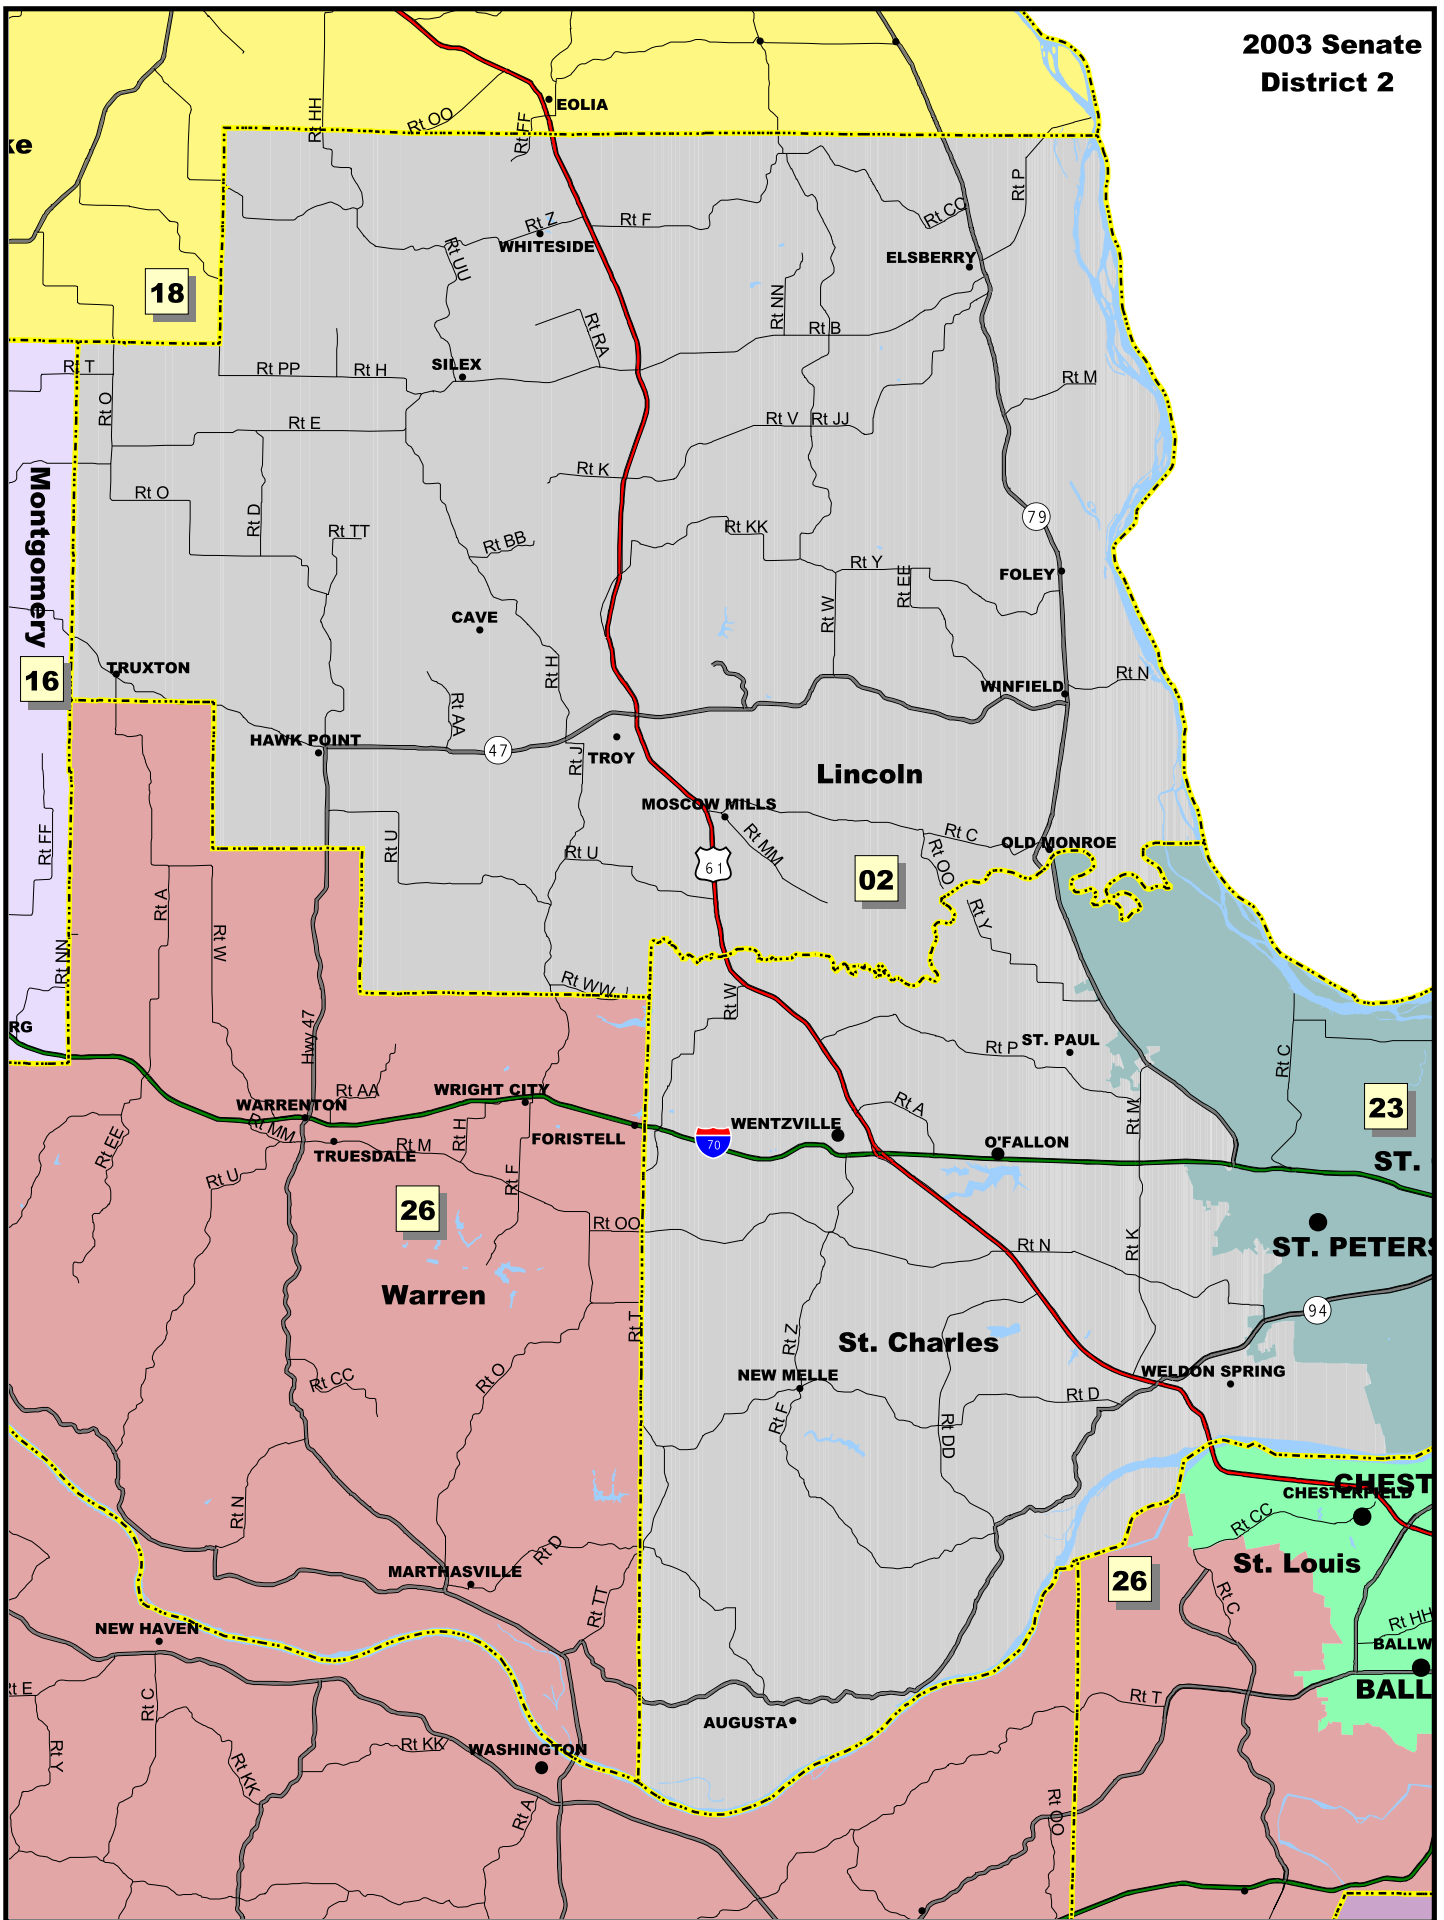 2003 Senate
District 2
EOLIA
Rt HH
Rt OO
Rt FF
ke
Rt P
Rt CC
Rt Z
Rt F
WHITESIDE
Rt UU
ELSBERRY
18
Rt NN
Rt RA
Rt B
Rt T
Rt PP
Rt H
SILEX
Rt M
Rt O
Rt E
Rt V
Rt JJ
Rt K
Montgomery
Rt O
Rt D
Rt TT
Rt BB
Rt KK
79
Rt Y
Rt EE
FOLEY
CAVE
Rt W
TRUXTON
16
Rt H
Rt N
WINFIELD
Rt AA
HAWK POINT
47
Rt J
TROY
Lincoln
MOSCOW MILLS
Rt FF
Rt U
Rt U
61
Rt MM
Rt C
OLD MONROE
Rt OO
02
Rt A
Rt W
Rt Y
Rt NN
Rt WW
Rt W
RG
Hwy 47
Rt P
ST. PAUL
Rt C
Rt AA
WRIGHT CITY
WARRENTON
Rt MM
Rt A
Rt M
23
Rt EE
Rt M
Rt H
FORISTELL
70
WENTZVILLE
O'FALLON
TRUESDALE
ST.
Rt U
Rt F
26
Rt OO
Rt N
Rt K
ST. PETERS
Warren
Rt T
94
Rt Z
St. Charles
Rt CC
Rt O
NEW MELLE
WELDON SPRING
Rt D
Rt F
Rt DD
Rt N
CHEST
CHESTERFIELD
Rt CC
Rt D
St. Louis
MARTHASVILLE
26
Rt C
Rt TT
NEW HAVEN
Rt HH
BALLW
Rt E
Rt C
Rt T
BALL
AUGUSTA
Rt Y
Rt KK
Rt KK
WASHINGTON
Rt A
Rt OO